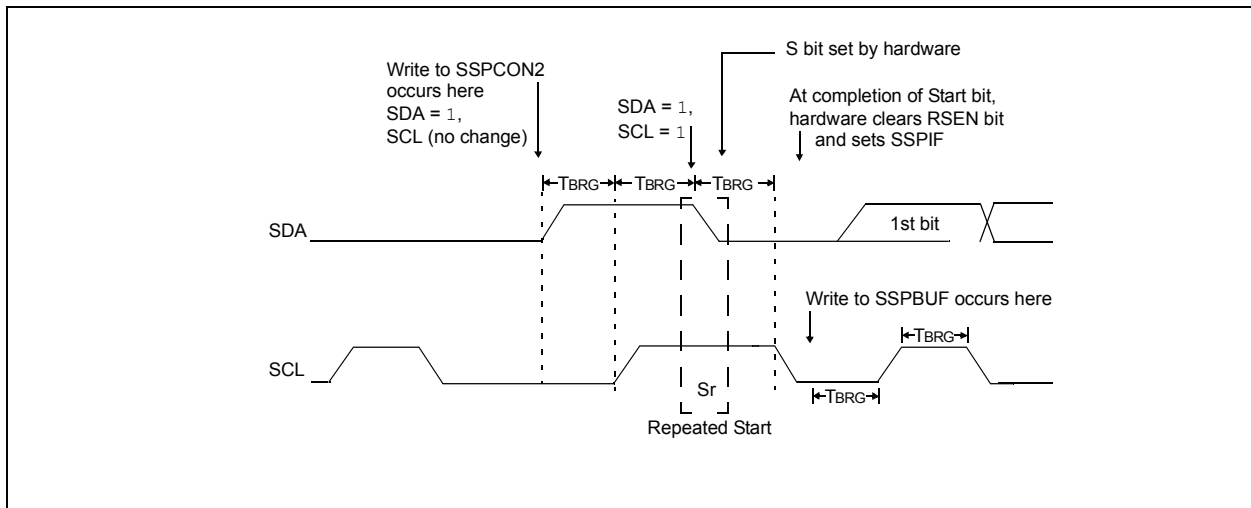 S bit set by hardware
Write to SSPCON2
occurs here
SDA = 1,
SCL (no change)
SDA = 1,
SCL = 1
At completion of Start bit,
hardware clears RSEN bit
and sets SSPIF
TBRG TBRG TBRG
SDA
1st bit
Write to SSPBUF occurs here
TBRG
SCL
TBRG
Sr
Repeated Start